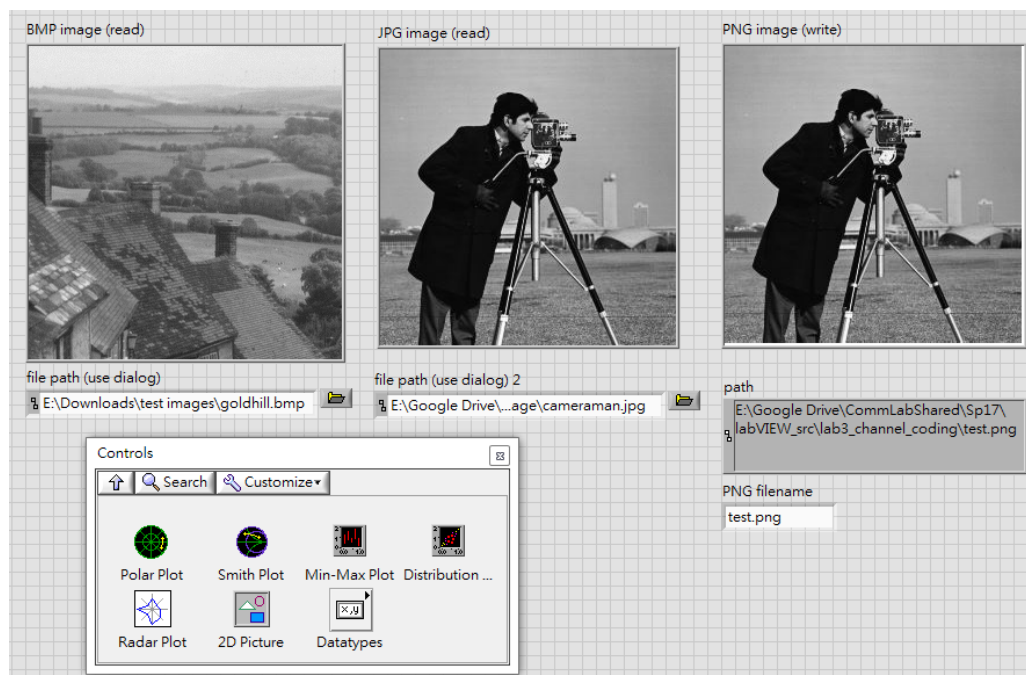 BMP image (read)
JPG image (read)
PNG image (write)
file path (use dialog)
E:\Downloads\test images\goldhill.bmp
file path (use dialog) 2
E:\Google Drive\...age\cameraman.jpg
path
E:\Google Drive\CommLabShared\Sp17\
labVIEW_src\lab3_channel_coding\test.png
PNG filename
test.png
Controls
Search
Customize
Polar Plot
Smith Plot
Min-Max Plot
Distribution ...
Radar Plot
2D Picture
x,y
Datatypes